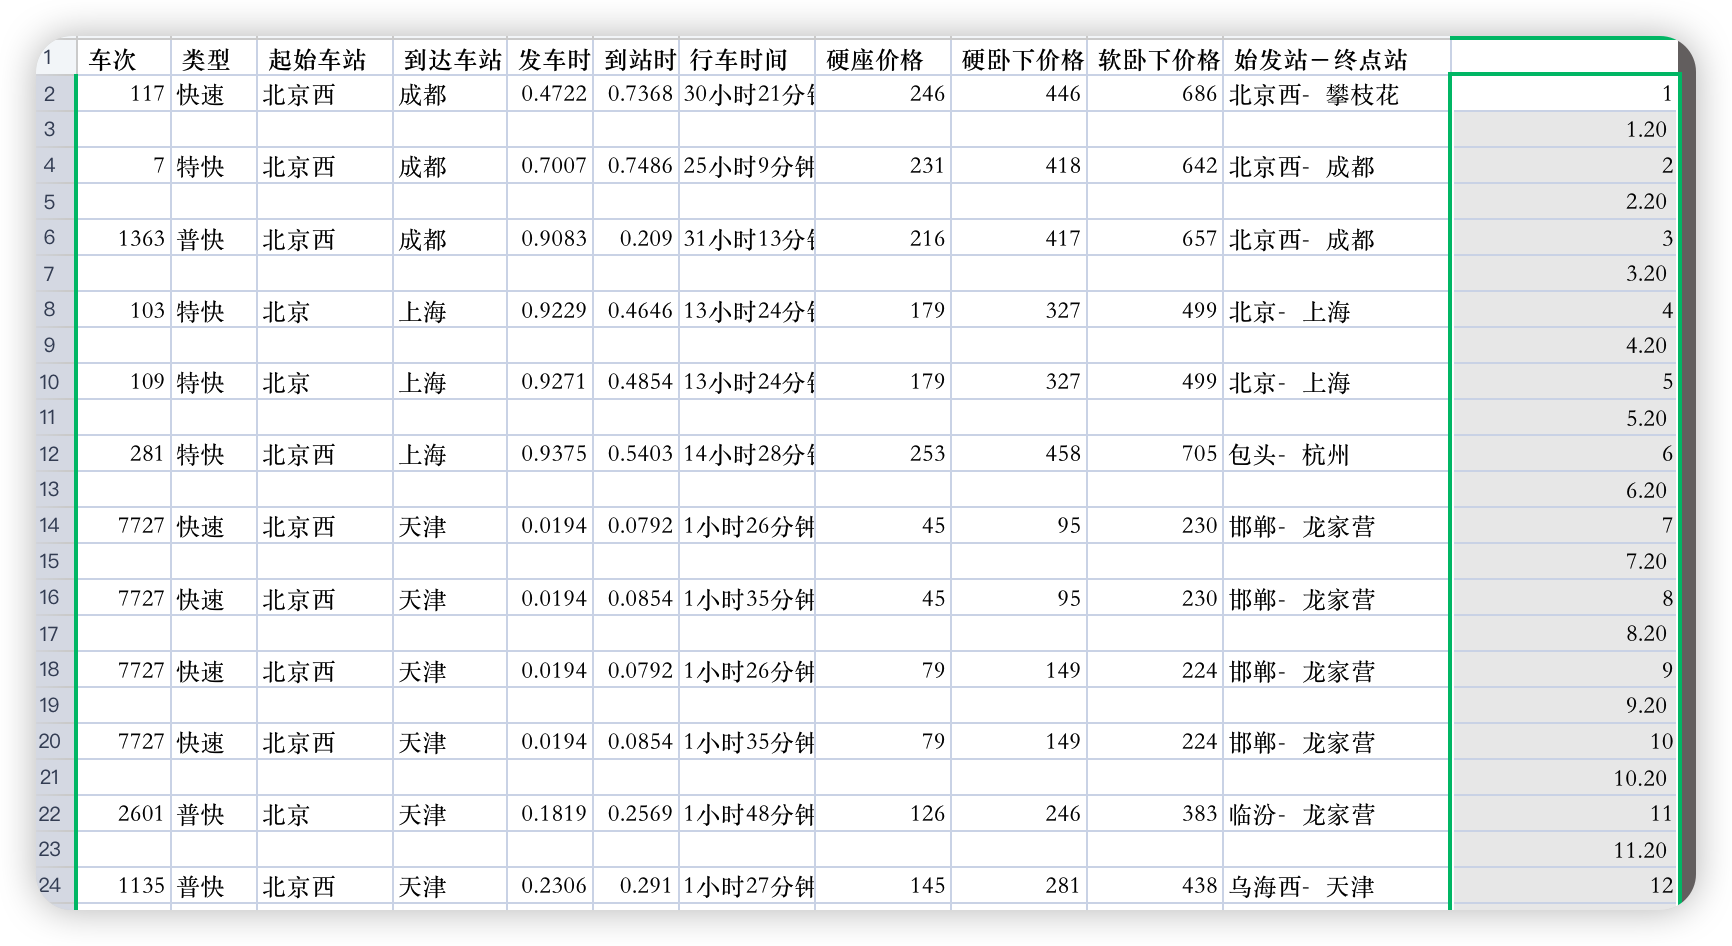 1 车次 类型 起始车站 到达车站 发车时 到站时 行车时间 硬座价格 硬卧下价格 软卧下价格 始发站－终点站
2 117 快速 北京西 成都 0.4722 0.7368 30小时21分 246 446 686 北京西- 攀枝花 1
3 1.20
4 7 特快 北京西 成都 0.7007 0.7486 25小时9分钟 231 418 642 北京西- 成都 2
5 2.20
6 1363 普快 北京西 成都 0.9083 0.209 31小时13分 216 417 657 北京西- 成都 3
7 3.20
8 103 特快 北京 上海 0.9229 0.4646 13小时24分 179 327 499 北京- 上海 4
9 4.20
10 109 特快 北京 上海 0.9271 0.4854 13小时24分 179 327 499 北京- 上海 5
11 5.20
12 281 特快 北京西 上海 0.9375 0.5403 14小时28分 253 458 705 包头- 杭州 6
13 6.20
14 7727 快速 北京西 天津 0.0194 0.0792 1小时26分钟 45 95 230 邯郸- 龙家营 7
15 7.20
16 7727 快速 北京西 天津 0.0194 0.0854 1小时35分钟 45 95 230 邯郸- 龙家营 8
17 8.20
18 7727 快速 北京西 天津 0.0194 0.0792 1小时26分钟 79 149 224 邯郸- 龙家营 9
19 9.20
20 7727 快速 北京西 天津 0.0194 0.0854 1小时35分钟 79 149 224 邯郸- 龙家营 10
21 10.20
22 2601 普快 北京 天津 0.1819 0.2569 1小时48分钟 126 246 383 临汾- 龙家营 11
23 11.20
24 1135 普快 北京西 天津 0.2306 0.291 1小时27分钟 145 281 438 乌海西- 天津 12